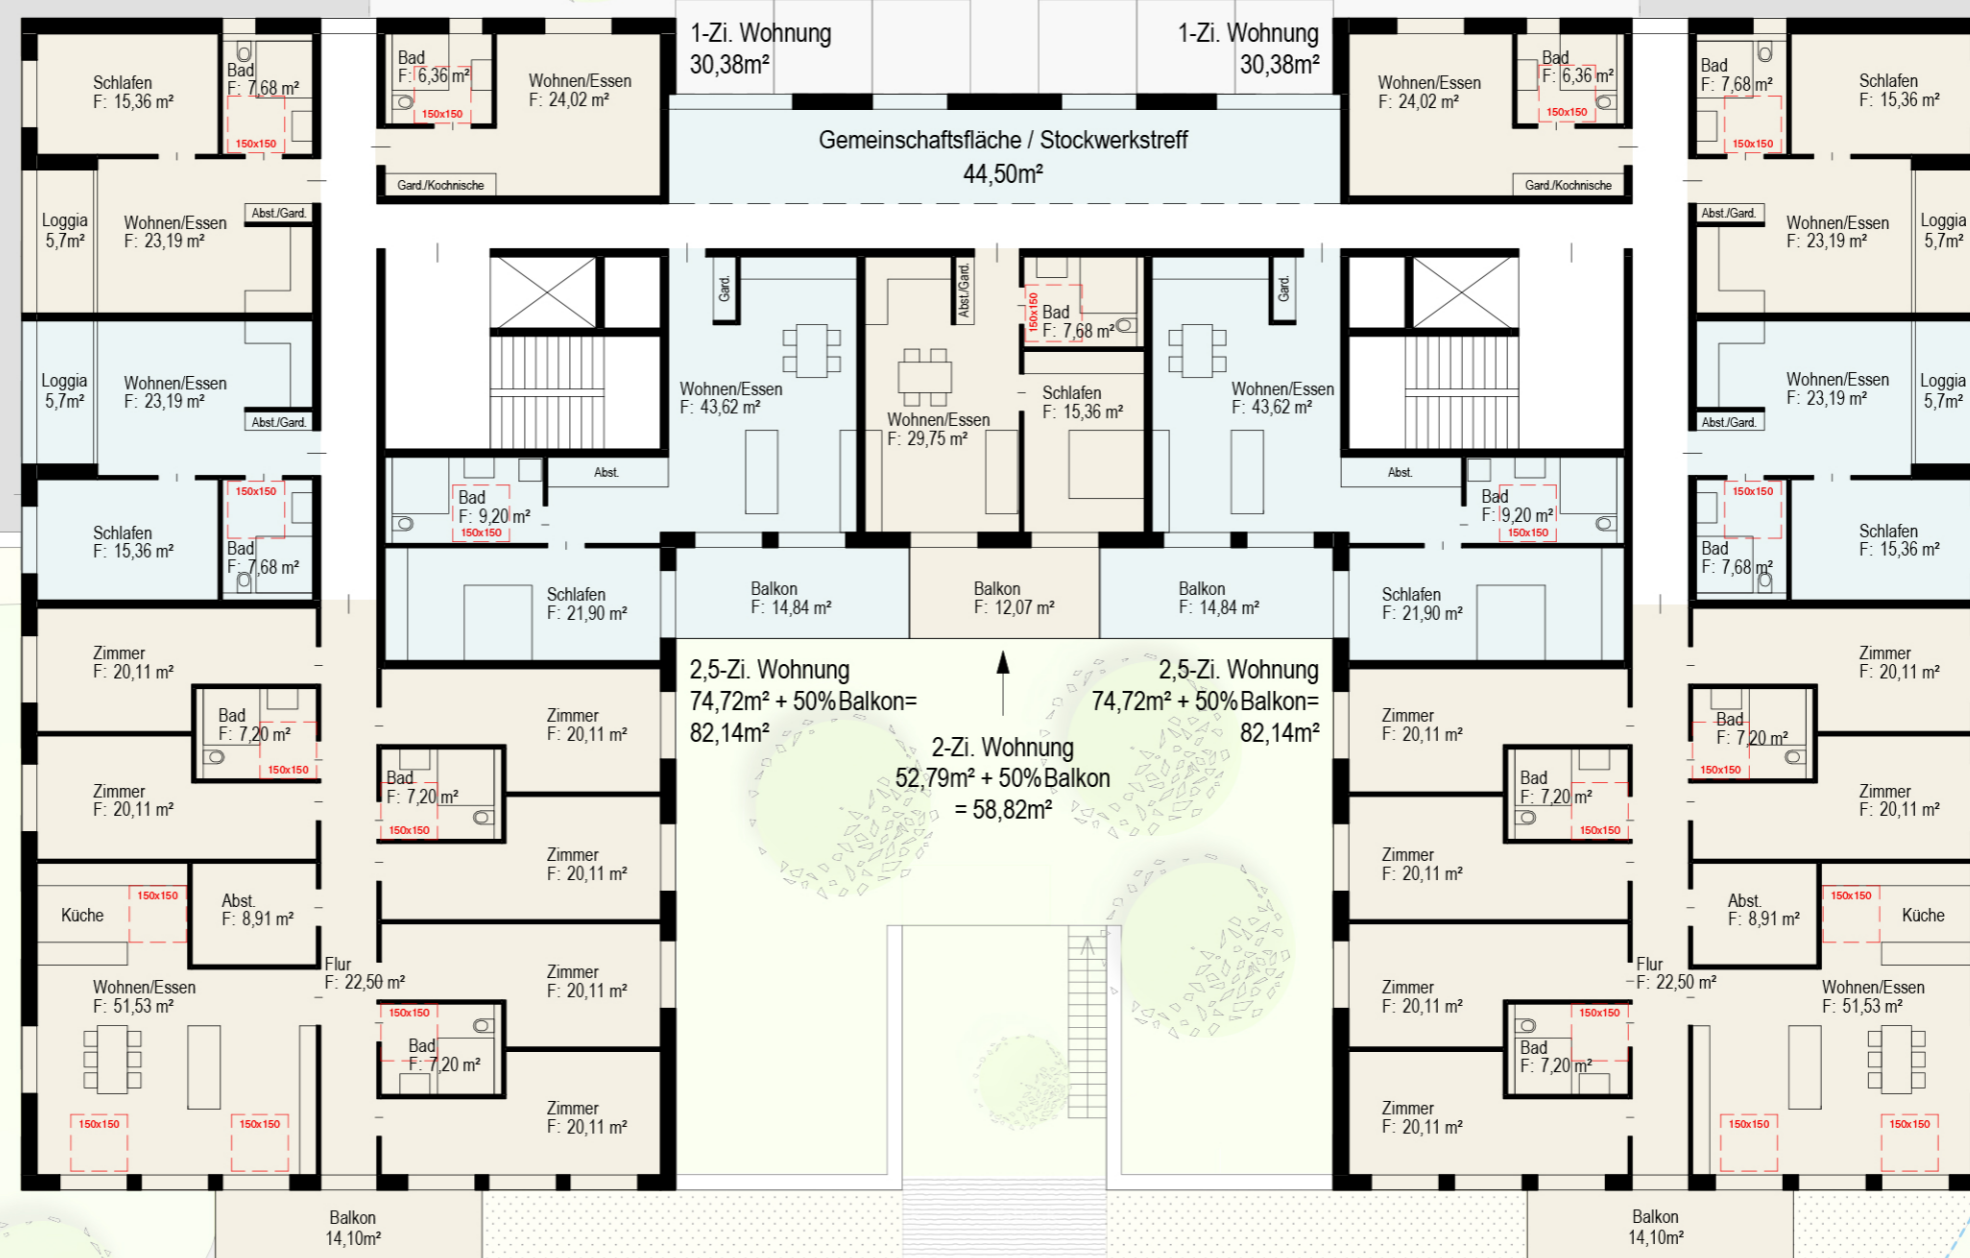 1-Zi. Wohnung
30,38m²
1-Zi. Wohnung
30,38m²
Schlafen
F: 15,36 m²
Bad
F: 7,68 m²
150x150
Bad
F: 6,36 m²
150x150
Wohnen/Essen
F: 24,02 m²
Gard./Kochnische
Gemeinschaftsfläche / Stockwerkstreff
44,50m²
Wohnen/Essen
F: 24,02 m²
Bad
F: 6,36 m²
150x150
Gard./Kochnische
Bad
F: 7,68 m²
150x150
Schlafen
F: 15,36 m²
Loggia
5,7m²
Wohnen/Essen
F: 23,19 m²
Abst./Gard.
Abst./Gard.
Wohnen/Essen
F: 23,19 m²
Loggia
5,7m²
Loggia
5,7m²
Wohnen/Essen
F: 23,19 m²
Abst./Gard.
Gard.
Wohnen/Essen
F: 43,62 m²
Abst./Gard.
Wohnen/Essen
F: 29,75 m²
150x150
Bad
F: 7,68 m²
Schlafen
F: 15,36 m²
Gard.
Wohnen/Essen
F: 43,62 m²
Wohnen/Essen
F: 23,19 m²
Abst./Gard.
Loggia
5,7m²
Schlafen
F: 15,36 m²
150x150
Bad
F: 7,68 m²
Bad
F: 9,20 m²
150x150
Abst.
Abst.
Bad
F: 9,20 m²
150x150
150x150
Bad
F: 7,68 m²
Schlafen
F: 15,36 m²
Schlafen
F: 21,90 m²
Balkon
F: 14,84 m²
Balkon
F: 12,07 m²
Balkon
F: 14,84 m²
Schlafen
F: 21,90 m²
2,5-Zi. Wohnung
74,72m² + 50%Balkon=
82,14m²
2,5-Zi. Wohnung
74,72m² + 50%Balkon=
82,14m²
2-Zi. Wohnung
52,79m² + 50%Balkon
= 58,82m²
Zimmer
F: 20,11 m²
Bad
F: 7,20 m²
150x150
Zimmer
F: 20,11 m²
Zimmer
F: 20,11 m²
Bad
F: 7,20 m²
150x150
Zimmer
F: 20,11 m²
Zimmer
F: 20,11 m²
Bad
F: 7,20 m²
150x150
Zimmer
F: 20,11 m²
Zimmer
F: 20,11 m²
Bad
F: 7,20 m²
150x150
Zimmer
F: 20,11 m²
Küche
150x150
Abst.
F: 8,91 m²
Flur
F: 22,50 m²
Wohnen/Essen
F: 51,53 m²
150x150
150x150
Zimmer
F: 20,11 m²
150x150
Bad
F: 7,20 m²
Zimmer
F: 20,11 m²
Zimmer
F: 20,11 m²
150x150
Bad
F: 7,20 m²
Zimmer
F: 20,11 m²
Abst.
F: 8,91 m²
150x150
Küche
Flur
F: 22,50 m²
Wohnen/Essen
F: 51,53 m²
150x150
150x150
Balkon
14,10m²
Balkon
14,10m²